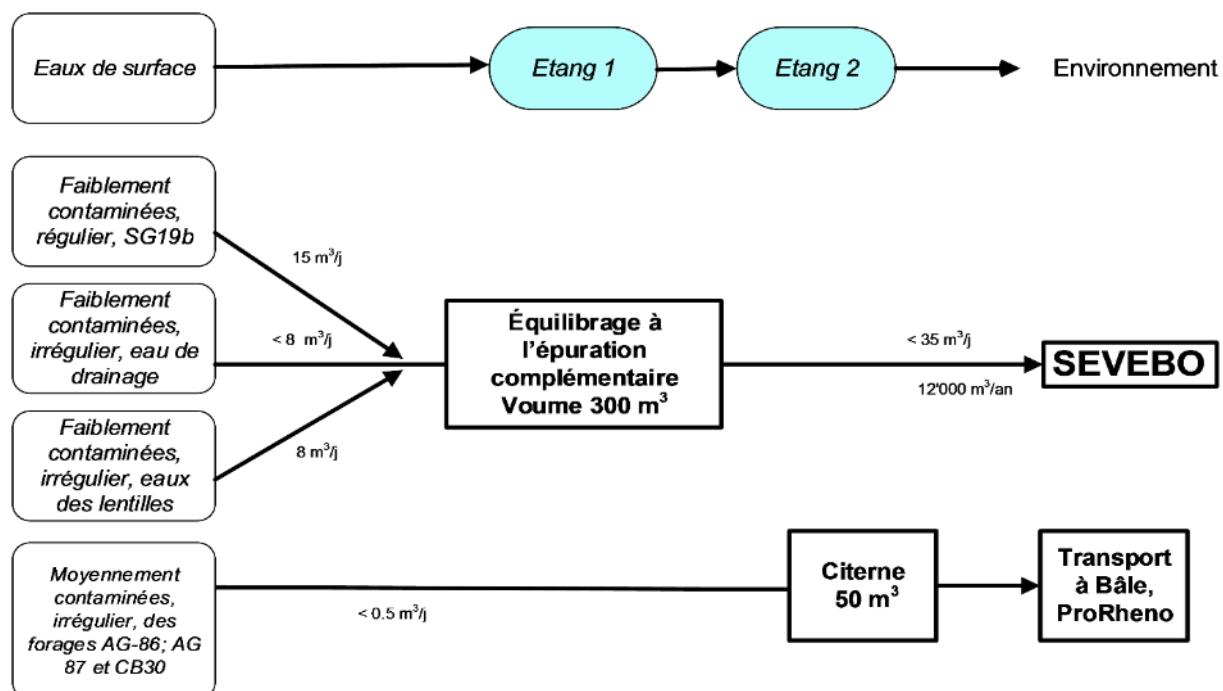 Eaux de surface
Etang 1
Etang 2
Environnement
Faiblement
contaminées,
régulier, SG19b
15 m³/j
Faiblement
contaminées,
irrégulier, eau de
drainage
< 8 m³/j
Équilibrage à
l'épuration
complémentaire
Voume 300 m³
< 35 m³/j
12'000 m³/an
SEVEBO
Faiblement
contaminées,
irrégulier, eaux
des lentilles
8 m³/j
Moyennement
contaminées,
irrégulier, des
forages AG-86; AG
87 et CB30
< 0.5 m³/j
Citerne
50 m³
Transport
à Bâle,
ProRheno